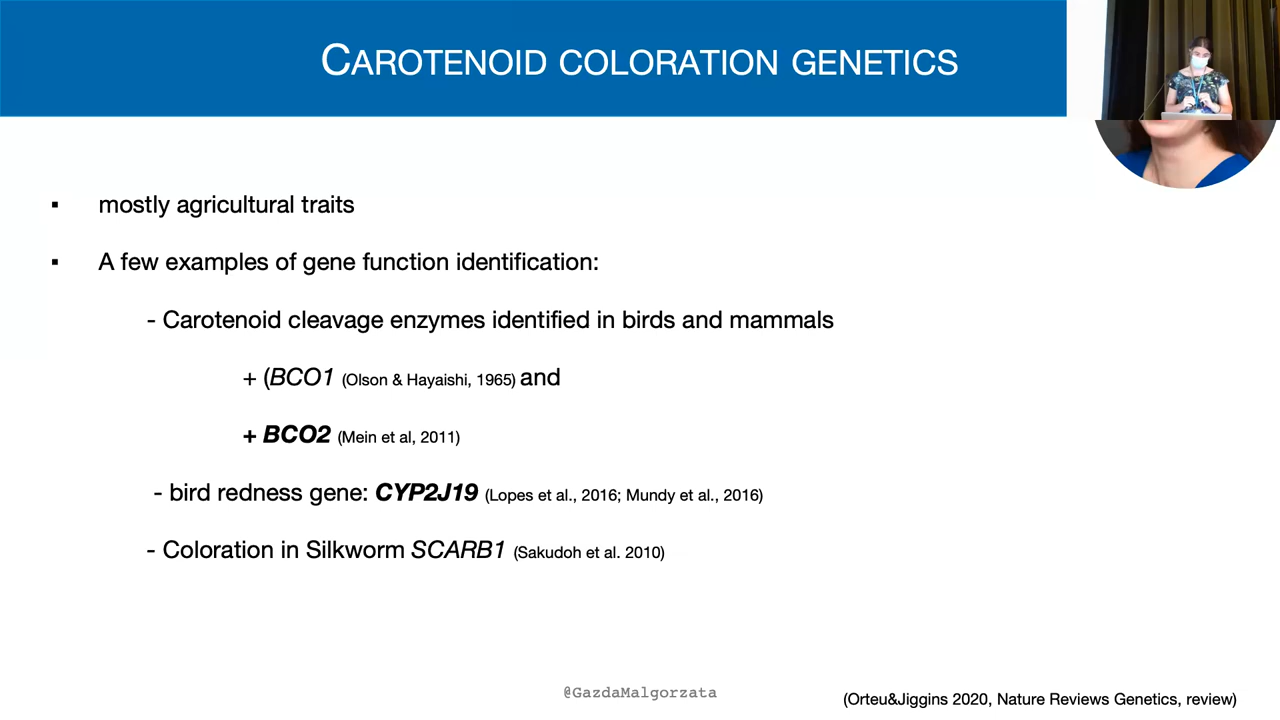 CAROTENOID COLORATION GENETICS
▪ mostly agricultural traits
▪ A few examples of gene function identification:
- Carotenoid cleavage enzymes identified in birds and mammals
+ (BCO1 (Olson & Hayaishi, 1965) and
+ BCO2 (Mein et al, 2011)
- bird redness gene: CYP2J19 (Lopes et al., 2016; Mundy et al., 2016)
- Coloration in Silkworm SCARB1 (Sakudoh et al. 2010)
@GazdaMalgorzata
(Orteu&Jiggins 2020, Nature Reviews Genetics, review)